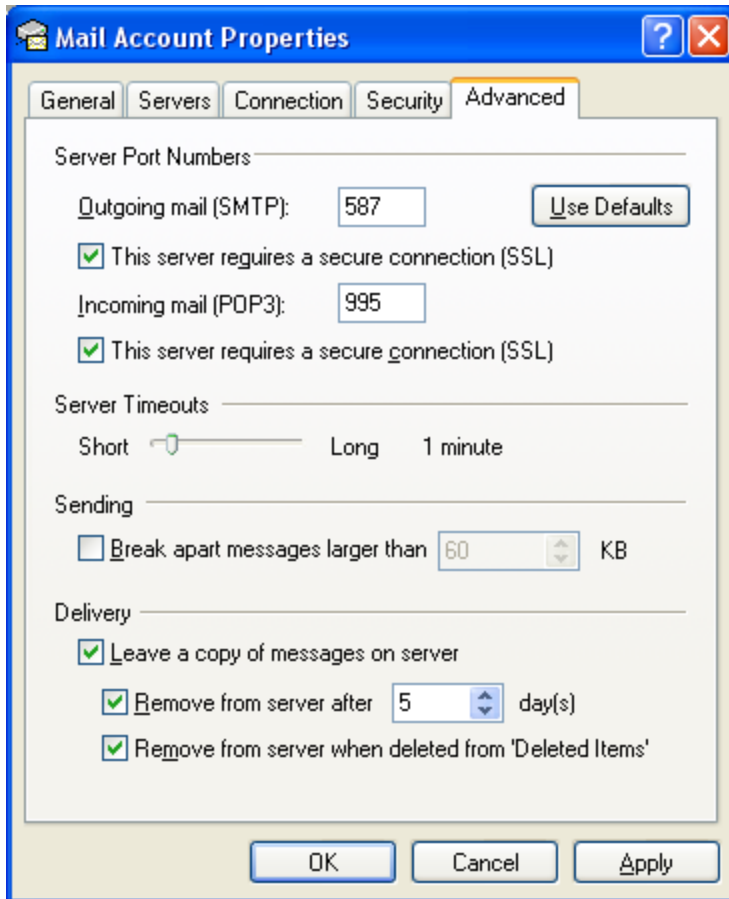 Mail Account Properties
General Servers Connection Security Advanced
Server Port Numbers
Outgoing mail (SMTP): 587 Use Defaults
This server reguires a secure connection (SSL)
Incoming mail (POP3): 995
This server requires a secure connection (SSL)
Server Timeouts
Short Long 1 minute
Sending
Break apart messages larger than 60 KB
Delivery
Leave a copy of messages on server
Remove from server after 5 day(s)
Remove from server when deleted from 'Deleted Items'
OK Cancel Apply